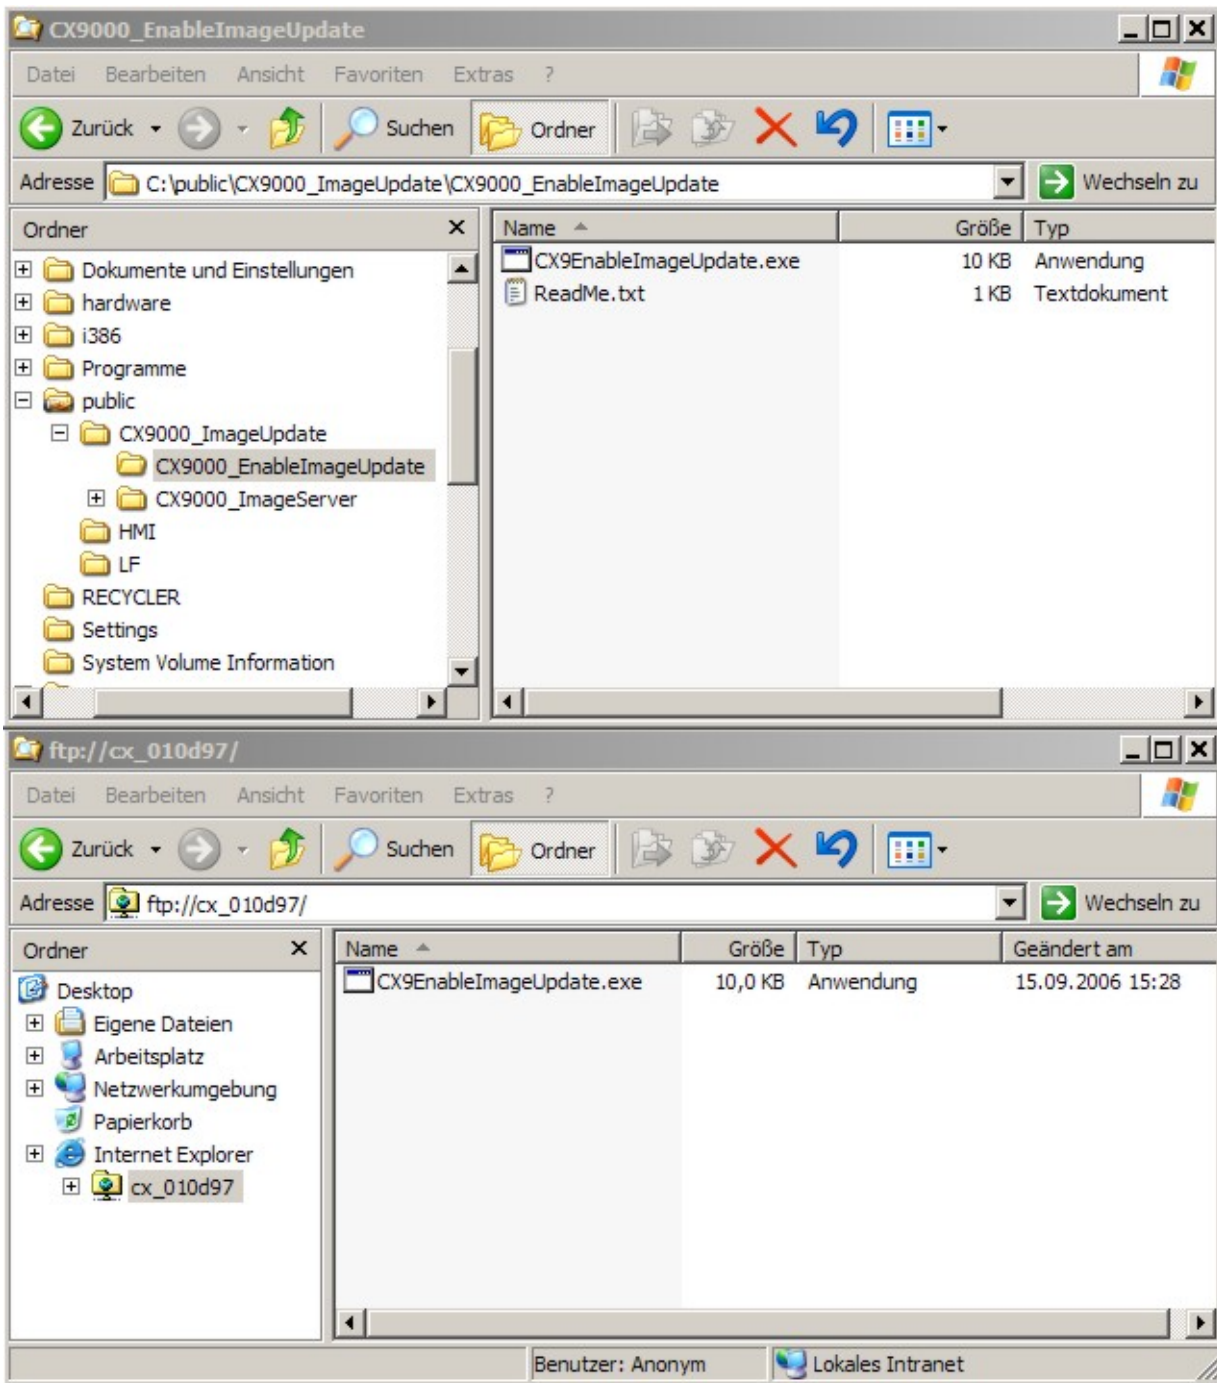 CX9000_EnableImageUpdate
Datei Bearbeiten Ansicht Favoriten Extras ?
Zurück Suchen Ordner
Adresse C:\public\CX9000_ImageUpdate\CX9000_EnableImageUpdate Wechseln zu
Ordner
Dokumente und Einstellungen
hardware
i386
Programme
public
CX9000_ImageUpdate
CX9000_EnableImageUpdate
CX9000_ImageServer
HMI
LF
RECYCLER
Settings
System Volume Information
Name Größe Typ
CX9EnableImageUpdate.exe 10 KB Anwendung
ReadMe.txt 1 KB Textdokument
ftp://cx_010d97/
Datei Bearbeiten Ansicht Favoriten Extras ?
Zurück Suchen Ordner
Adresse ftp://cx_010d97/ Wechseln zu
Ordner
Desktop
Eigene Dateien
Arbeitsplatz
Netzwerkumgebung
Papierkorb
Internet Explorer
cx_010d97
Name Größe Typ Geändert am
CX9EnableImageUpdate.exe 10,0 KB Anwendung 15.09.2006 15:28
Benutzer: Anonym Lokales Intranet